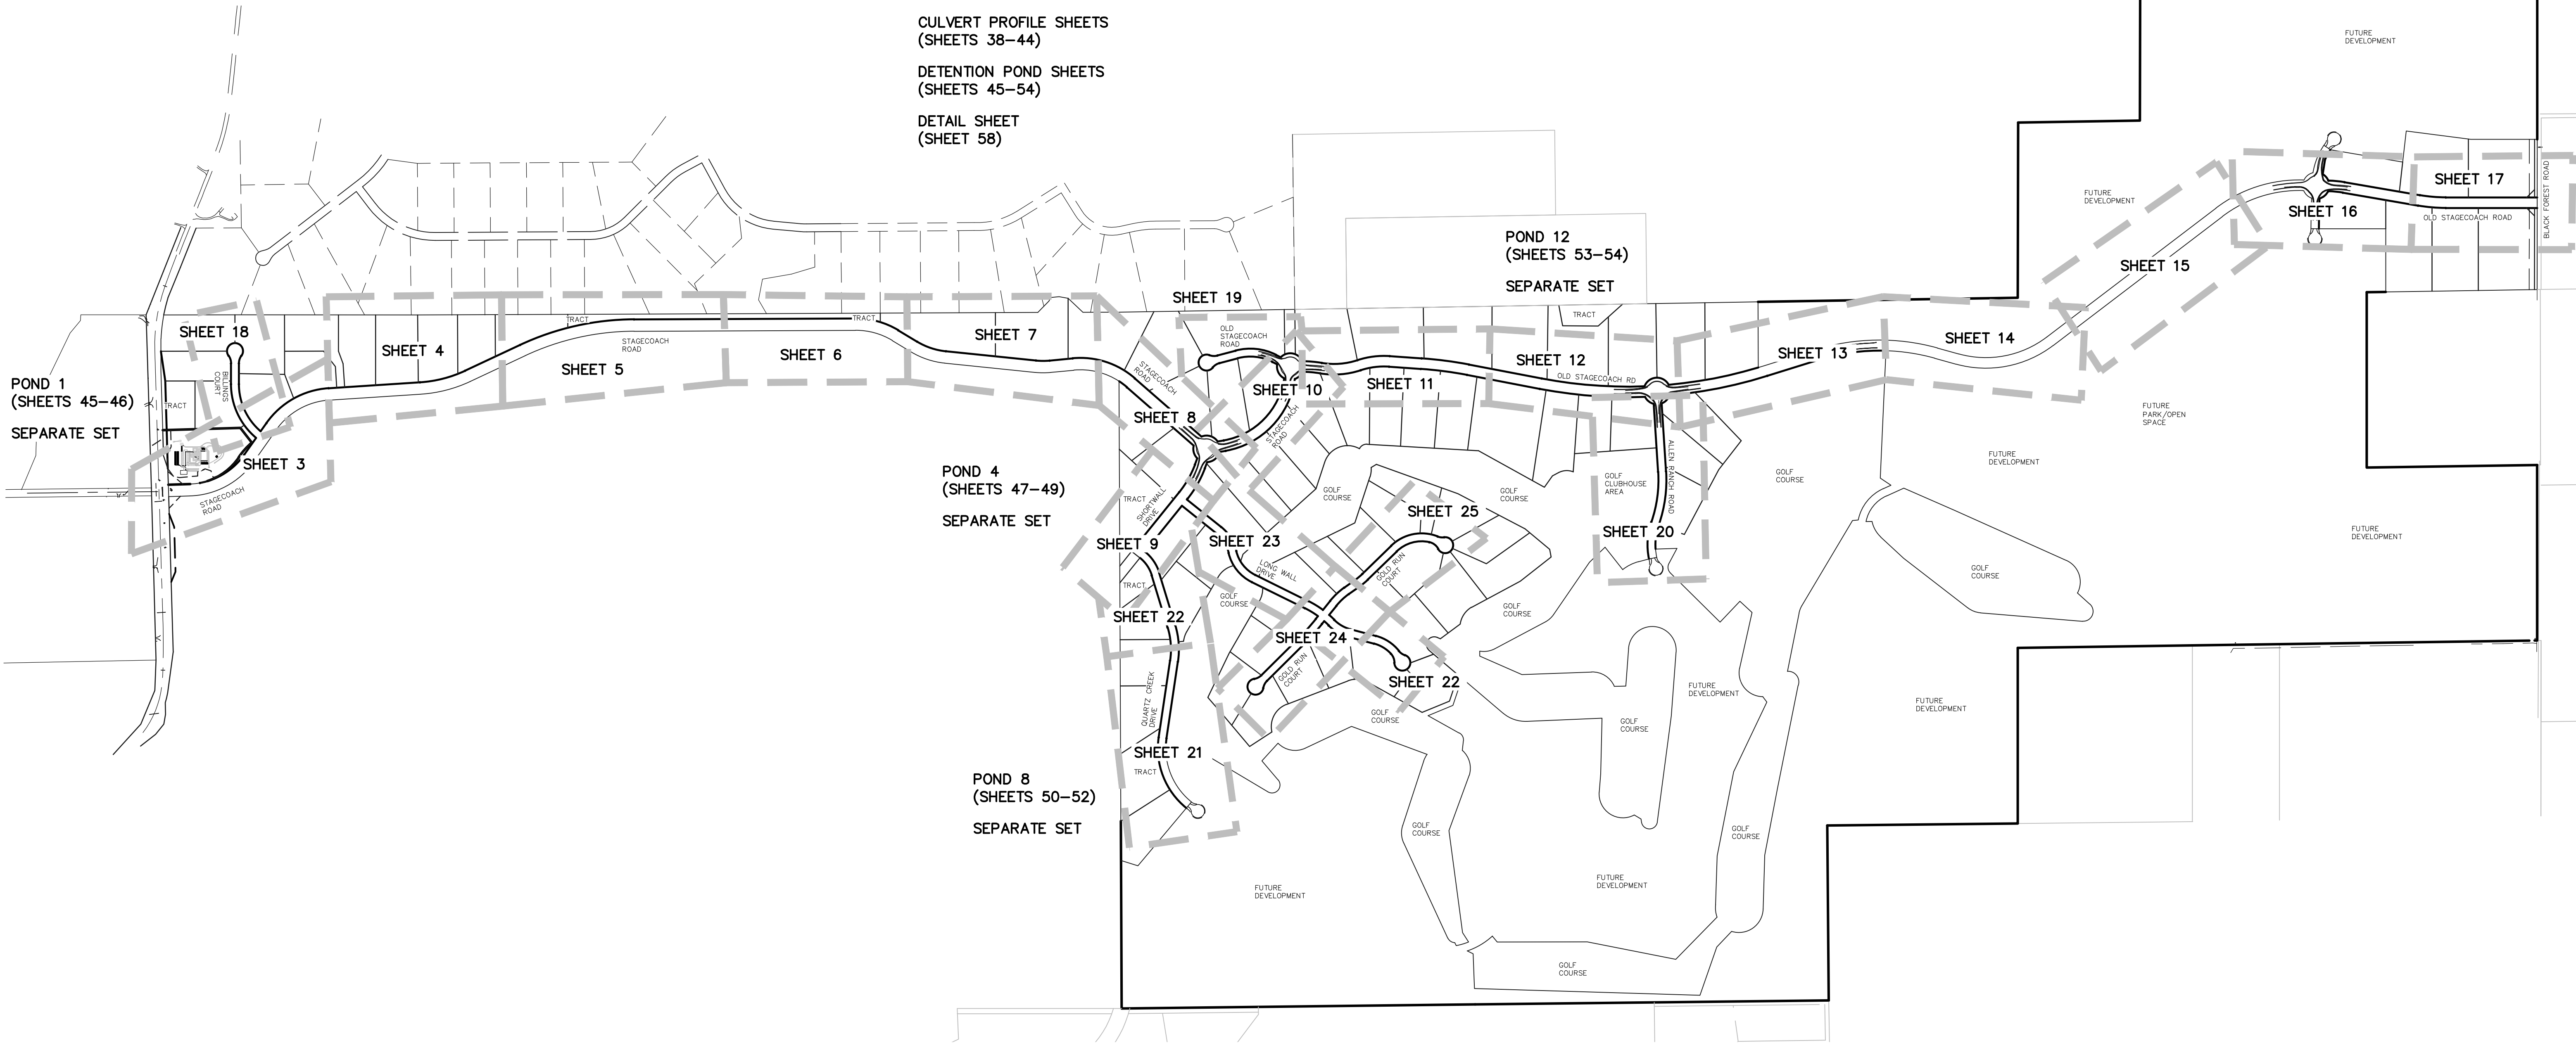 CULVERT PROFILE SHEETS
(SHEETS 38-44)
DETENTION POND SHEETS
(SHEETS 45-54)
DETAIL SHEET
(SHEET 58)
FUTURE
DEVELOPMENT
FUTURE
DEVELOPMENT
SHEET 17
SHEET 16
OLD STAGECOACH ROAD
BLACK FOREST ROAD
SHEET 15
POND 12
(SHEETS 53-54)
SEPARATE SET
SHEET 19
SHEET 18
BILLINGS
COURT
TRACT
SHEET 4
TRACT
STAGECOACH
ROAD
SHEET 5
SHEET 6
TRACT
SHEET 7
OLD
STAGECOACH
ROAD
TRACT
SHEET 12
OLD STAGECOACH RD
SHEET 13
SHEET 14
POND 1
(SHEETS 45-46)
SEPARATE SET
SHEET 3
STAGECOACH
ROAD
STAGECOACH
ROAD
SHEET 8
SHEET 10
STAGECOACH
ROAD
SHEET 11
FUTURE
PARK/OPEN
SPACE
FUTURE
DEVELOPMENT
FUTURE
DEVELOPMENT
POND 4
(SHEETS 47-49)
SEPARATE SET
TRACT
SHORTWALL
DRIVE
SHEET 9
TRACT
SHEET 23
LONG WALL
DRIVE
GOLF
COURSE
GOLF
COURSE
SHEET 25
GOLD RUN
COURT
GOLF
COURSE
GOLF
CLUBHOUSE
AREA
ALLEN RANCH ROAD
SHEET 20
GOLF
COURSE
GOLF
COURSE
GOLF
COURSE
SHEET 22
SHEET 24
GOLD RUN
COURT
SHEET 22
GOLF
COURSE
QUARTZ CREEK
DRIVE
SHEET 21
TRACT
FUTURE
DEVELOPMENT
GOLF
COURSE
FUTURE
DEVELOPMENT
POND 8
(SHEETS 50-52)
SEPARATE SET
GOLF
COURSE
GOLF
COURSE
FUTURE
DEVELOPMENT
FUTURE
DEVELOPMENT
GOLF
COURSE